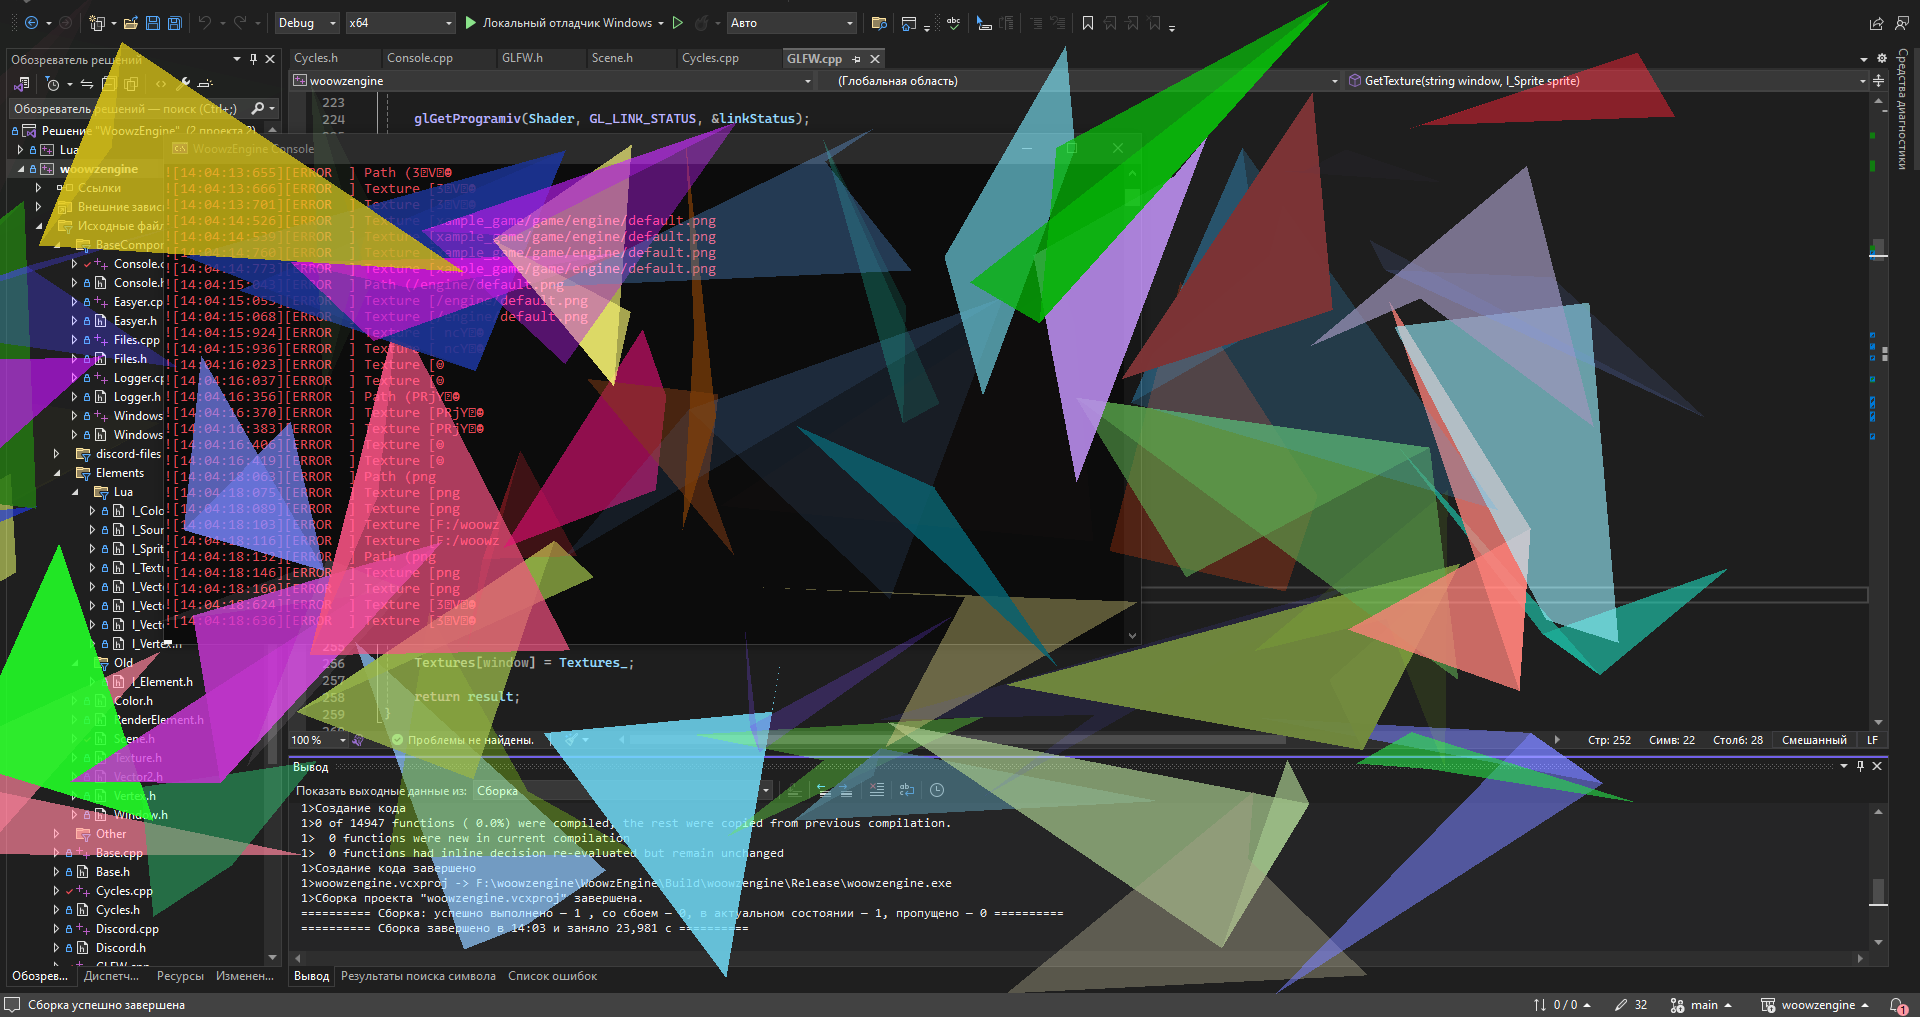 Debug
x64
Локальный отладчик Windows
Авто
Обозреватель решений
Cycles.h
Console.cpp
GLFW.h
Scene.h
Cycles.cpp
GLFW.cpp
woowzengine
(Глобальная область)
GetTexture(string window, I_Sprite sprite)
Средства диагностики
Обозреватель решений — поиск (Ctrl+;)
Решение "WoowzEngine" (2 проекта 2)
Lua
woowzengine
Ссылки
Внешние завис
Исходные фай
BaseCompor
Console.c
Console.h
Easyer.cp
Easyer.h
Files.cpp
Files.h
Logger.cp
Logger.h
Windows
Windows
discord-files
Elements
Lua
I_Colo
I_Sour
I_Sprit
I_Textu
I_Vect
I_Vect
I_Vect
I_Vertex.h
Old
I_Element.h
Color.h
RenderElement.h
Scene.h
Texture.h
Vector2.h
Vertex.h
Window.h
Other
Base.cpp
Base.h
Cycles.cpp
Cycles.h
Discord.cpp
Discord.h
GLFW.cpp
223
224 glGetProgramiv(Shader, GL_LINK_STATUS, &linkStatus);
WoowzEngine Console
![14:04:13:655][ERROR ] Path (3
![14:04:13:666][ERROR ] Texture [3
![14:04:13:701][ERROR ] Texture [3
![14:04:14:526][ERROR ] Texture [xample_game/game/engine/default.png
![14:04:14:539][ERROR ] Texture [xample_game/game/engine/default.png
![14:04:14:760][ERROR ] Texture [xample_game/game/engine/default.png
![14:04:14:773][ERROR ] Texture [xample_game/game/engine/default.png
![14:04:15:043][ERROR ] Path (/engine/default.png
![14:04:15:055][ERROR ] Texture [/engine/default.png
![14:04:15:068][ERROR ] Texture [/engine/default.png
![14:04:15:924][ERROR ] Texture [ ncY
![14:04:15:936][ERROR ] Texture [ ncY
![14:04:16:023][ERROR ] Texture [
![14:04:16:037][ERROR ] Texture [
![14:04:16:356][ERROR ] Path (PRjY
![14:04:16:370][ERROR ] Texture [PRjY
![14:04:16:383][ERROR ] Texture [PRjY
![14:04:16:406][ERROR ] Texture [
![14:04:16:419][ERROR ] Texture [
![14:04:18:063][ERROR ] Path (png
![14:04:18:075][ERROR ] Texture [png
![14:04:18:089][ERROR ] Texture [png
![14:04:18:103][ERROR ] Texture [F:/woowz
![14:04:18:116][ERROR ] Texture [F:/woowz
![14:04:18:132][ERROR ] Path (png
![14:04:18:146][ERROR ] Texture [png
![14:04:18:160][ERROR ] Texture [png
![14:04:18:624][ERROR ] Texture [3
![14:04:18:636][ERROR ] Texture [3
256 Textures[window] = Textures_;
257
258 return result;
259 }
100 %
Проблемы не найдены.
Стр: 252
Симв: 22
Столб: 28
Смешанный
LF
Вывод
Показать выходные данные из:
Сборка
1>Создание кода
1>0 of 14947 functions ( 0.0%) were compiled, the rest were copied from previous compilation.
1> 0 functions were new in current compilation
1> 0 functions had inline decision re-evaluated but remain unchanged
1>Создание кода завершено
1>woowzengine.vcxproj -> F:\woowzengine\WoowzEngine\Build\woowzengine\Release\woowzengine.exe
1>Сборка проекта "woowzengine.vcxproj" завершена.
========== Сборка: успешно выполнено — 1 , со сбоем — 0, в актуальном состоянии — 1, пропущено — 0 ==========
========== Сборка завершено в 14:03 и заняло 23,981 с ==========
Обозрев...
Диспетч...
Ресурсы
Изменен...
Вывод
Результаты поиска символа
Список ошибок
Сборка успешно завершена
0 / 0
32
main
woowzengine
1